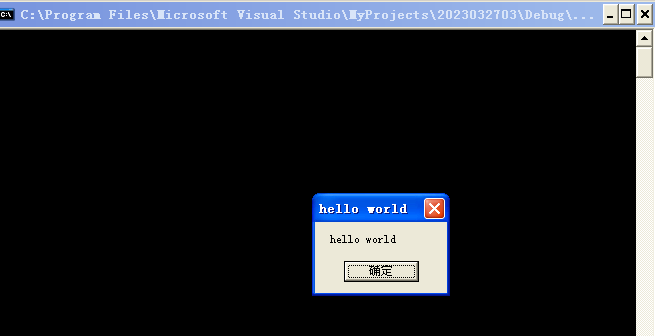 C:\Program Files\Microsoft Visual Studio\MyProjects\2023032703\Debug\...
hello world
hello world
确定